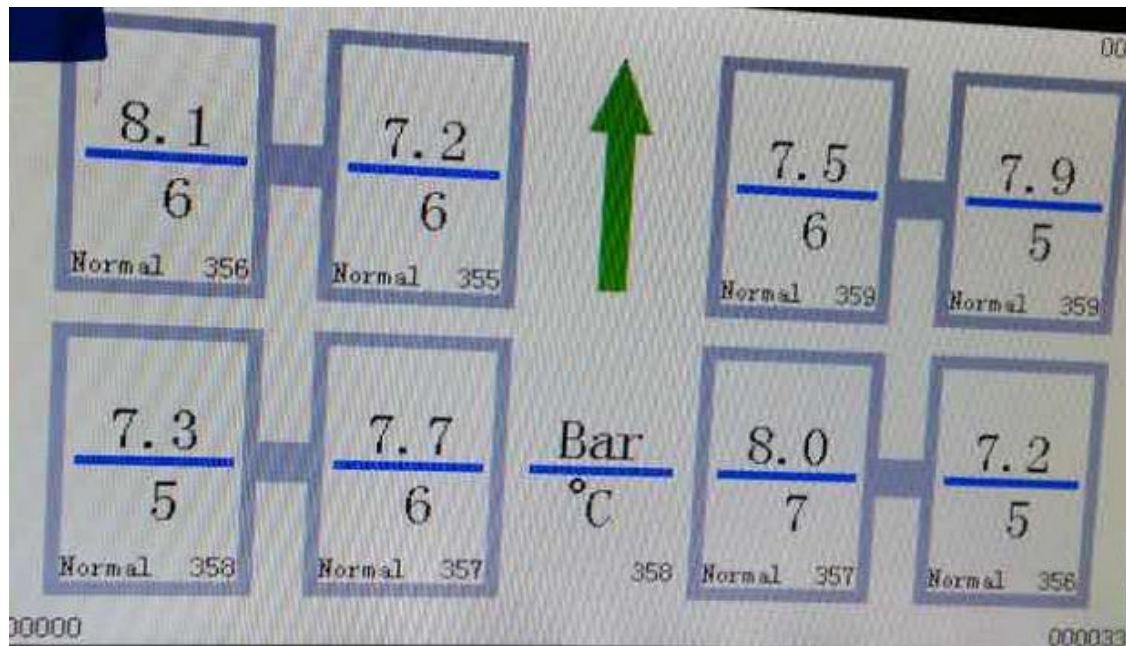 00
8.1 7.2 7.5 7.9
6 6 6 5
Normal 356 Normal 355 Normal 359 Normal 359
7.3 7.7 Bar 8.0 7.2
5 6 °C 7 5
Normal 358 Normal 357 358 Normal 357 Normal 356
00000 000033